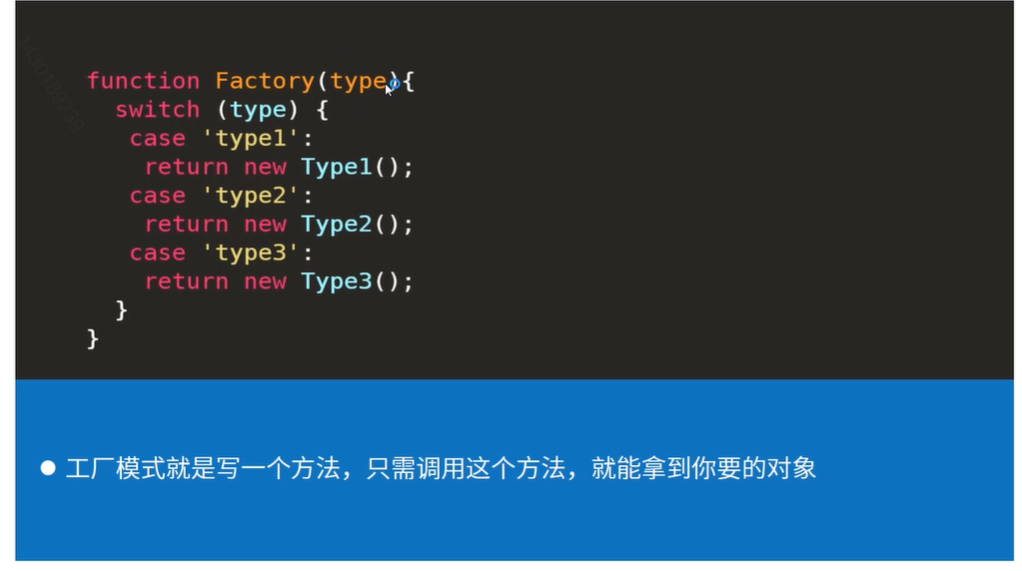 function Factory(type){
switch (type) {
case 'type1':
return new Type1();
case 'type2':
return new Type2();
case 'type3':
return new Type3();
}
}
● 工厂模式就是写一个方法，只需调用这个方法，就能拿到你要的对象